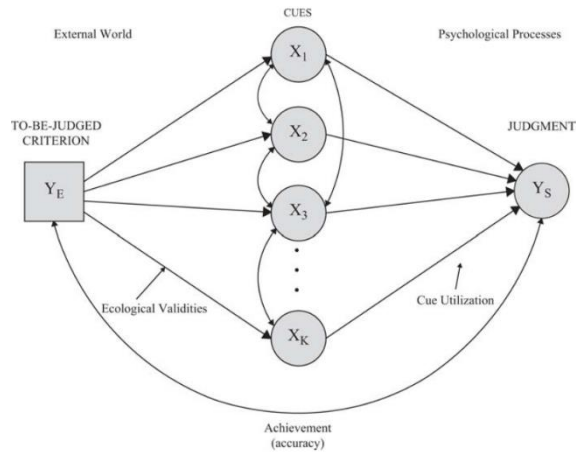 CUES
External World
Psychological Processes
X1
TO-BE-JUDGED
CRITERION
JUDGMENT
X2
YE
YS
X3
Ecological Validities
Cue Utilization
XK
Achievement
(accuracy)